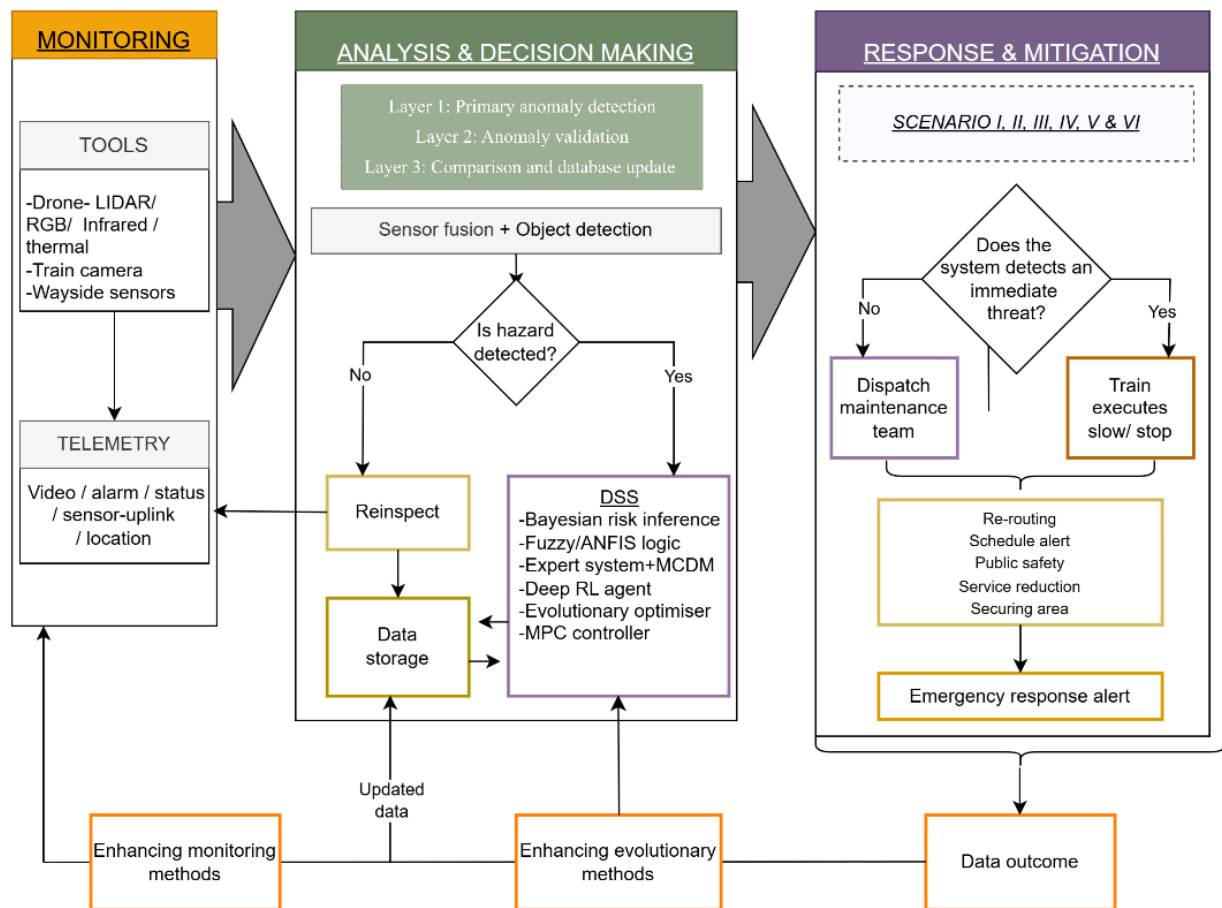 MONITORING
TOOLS
-Drone- LIDAR/
RGB/ Infrared /
thermal
-Train camera
-Wayside sensors
TELEMETRY
Video / alarm / status
/ sensor-uplink
/ location
ANALYSIS & DECISION MAKING
Layer 1: Primary anomaly detection
Layer 2: Anomaly validation
Layer 3: Comparison and database update
Sensor fusion + Object detection
Is hazard
detected?
No
Yes
Reinspect
Data
storage
DSS
-Bayesian risk inference
-Fuzzy/ANFIS logic
-Expert system+MCDM
-Deep RL agent
-Evolutionary optimiser
-MPC controller
RESPONSE & MITIGATION
SCENARIO I, II, III, IV, V & VI
Does the
system detects an
immediate
threat?
No
Yes
Dispatch
maintenance
team
Train
executes
slow/ stop
Re-routing
Schedule alert
Public safety
Service reduction
Securing area
Emergency response alert
Updated
data
Enhancing monitoring
methods
Enhancing evolutionary
methods
Data outcome